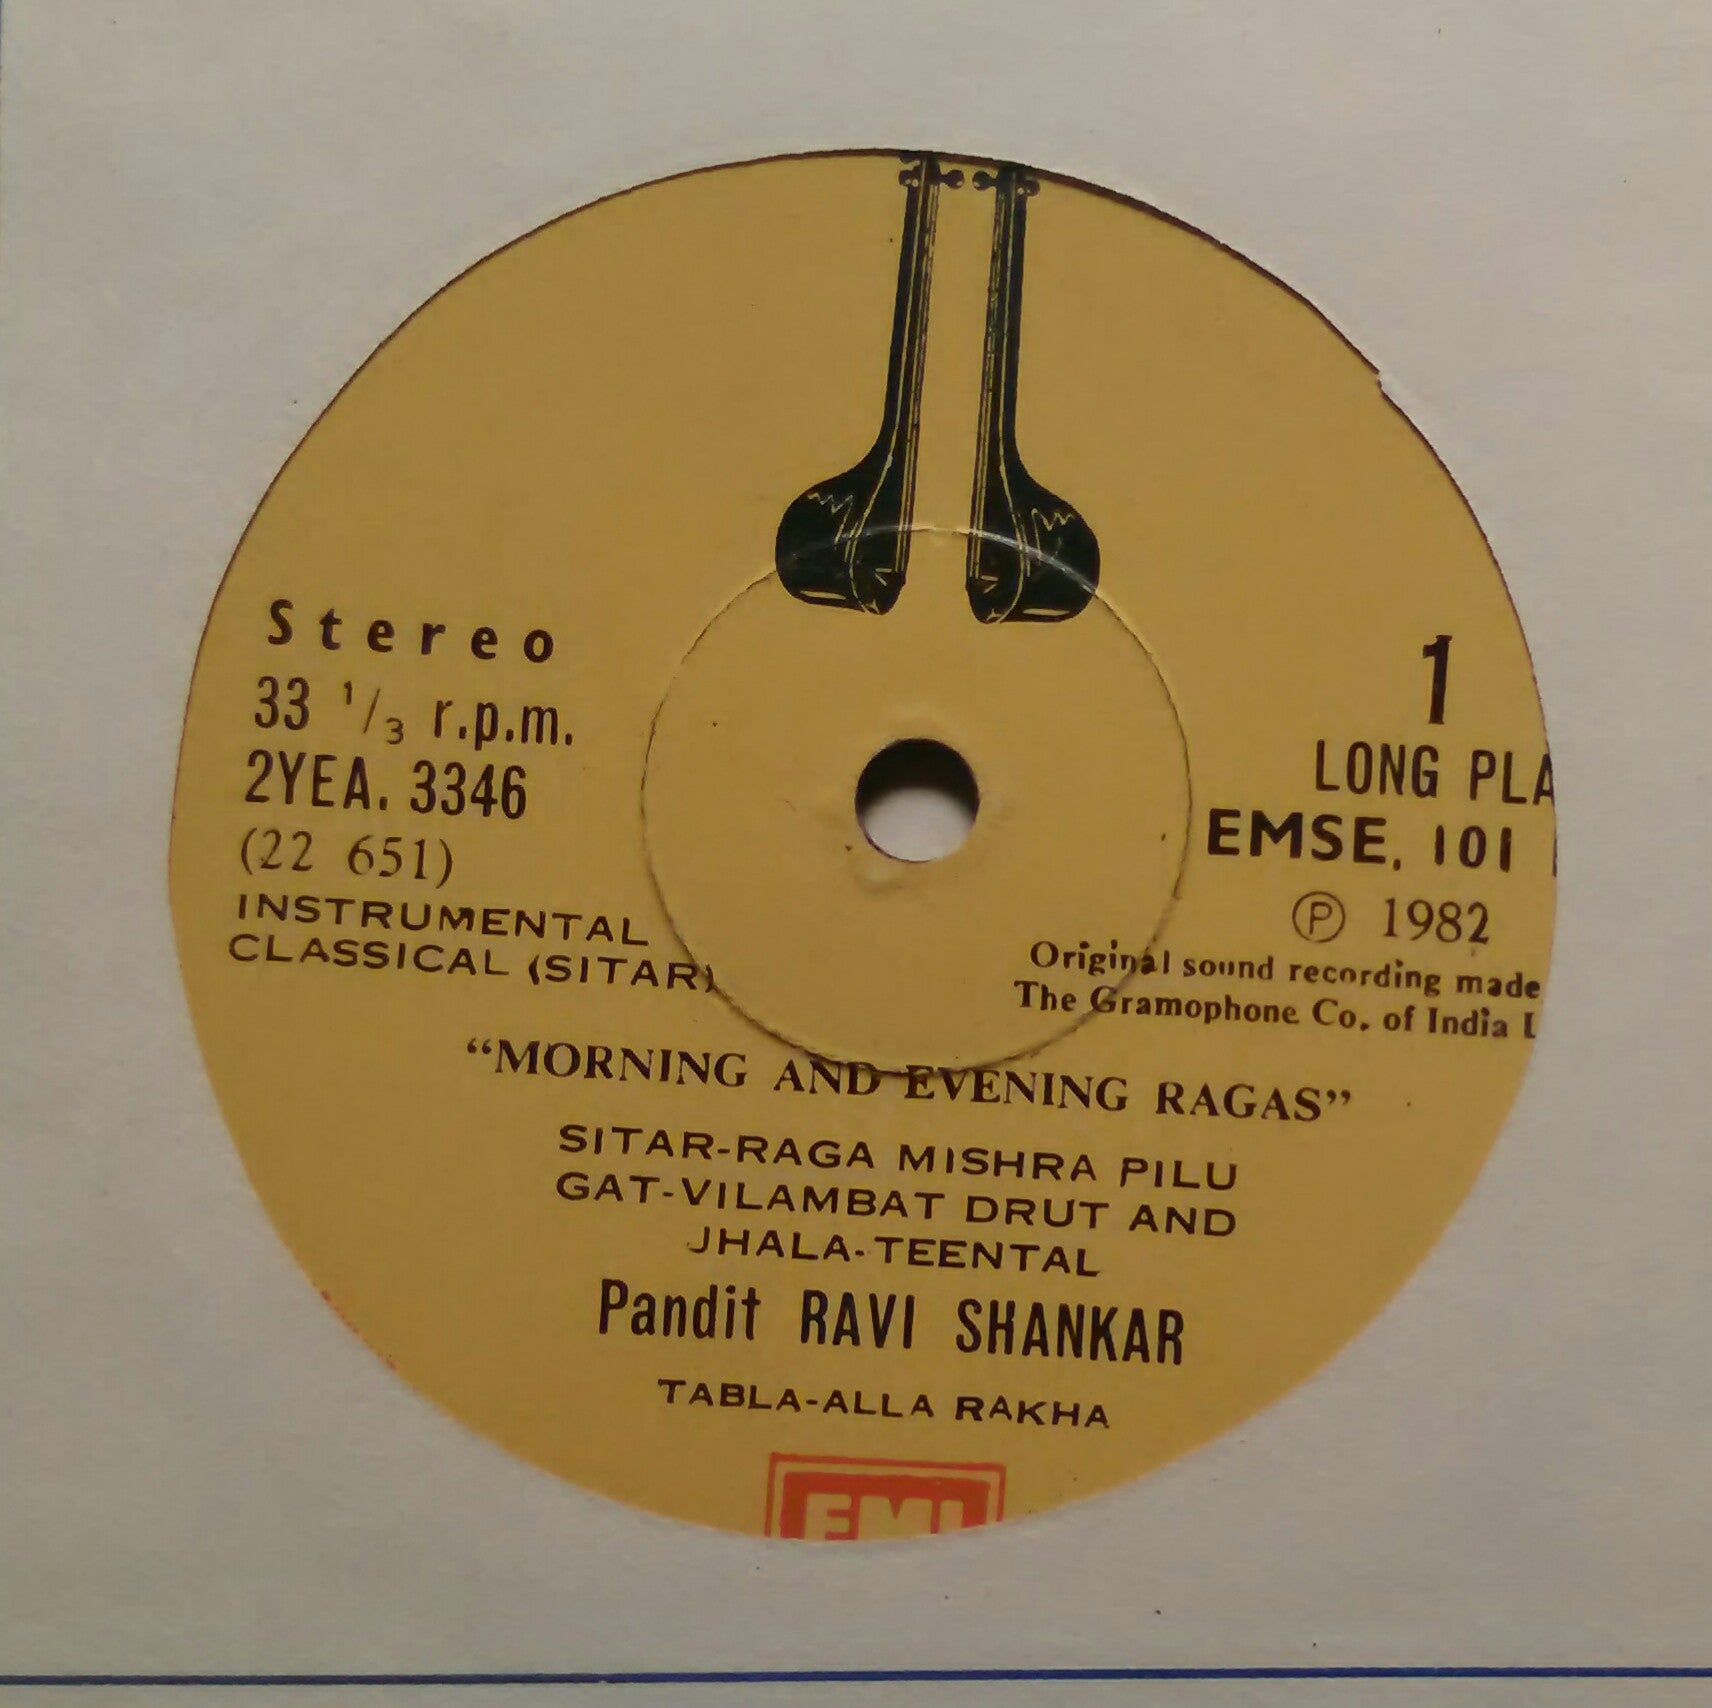 Stereo
33 1/3 r.p.m.
2YEA. 3346
(22 651)
INSTRUMENTAL
CLASSICAL (SITAR)
1
LONG PLA
EMSE. 101
Ⓟ 1982
Original sound recording made
The Gramophone Co. of India L
“MORNING AND EVENING RAGAS”
SITAR-RAGA MISHRA PILU
GAT-VILAMBAT DRUT AND
JHALA-TEENTAL
Pandit RAVI SHANKAR
TABLA-ALLA RAKHA
EMI